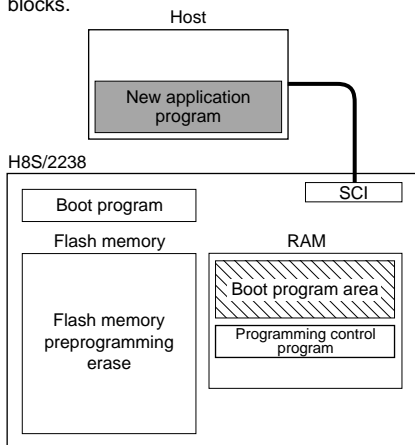 blocks.
Host
New application
program
H8S/2238
SCI
Boot program
Flash memory
RAM
Flash memory
preprogramming
erase
Boot program area
Programming control
program